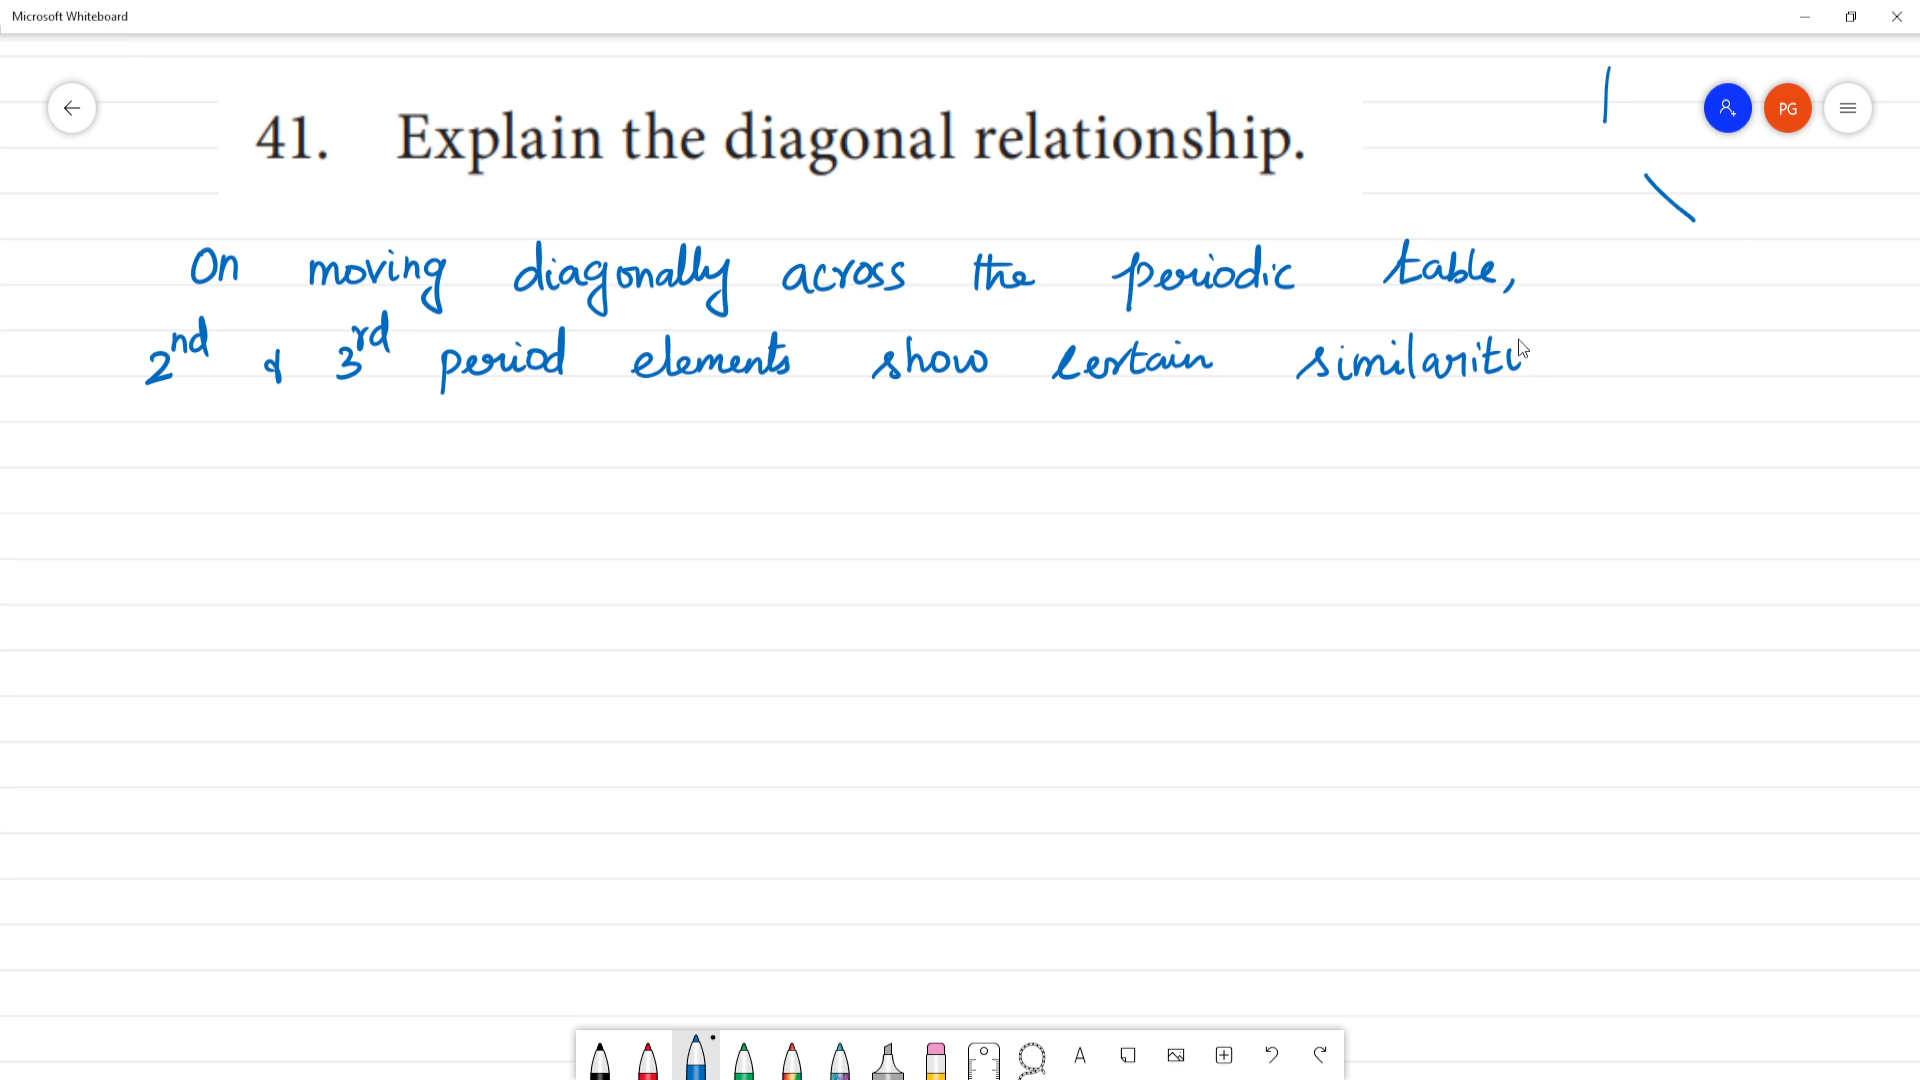 Microsoft Whiteboard
PG
41. Explain the diagonal relationship.
On moving diagonally across the periodic table,
2nd & 3rd period elements show certain similariti
A